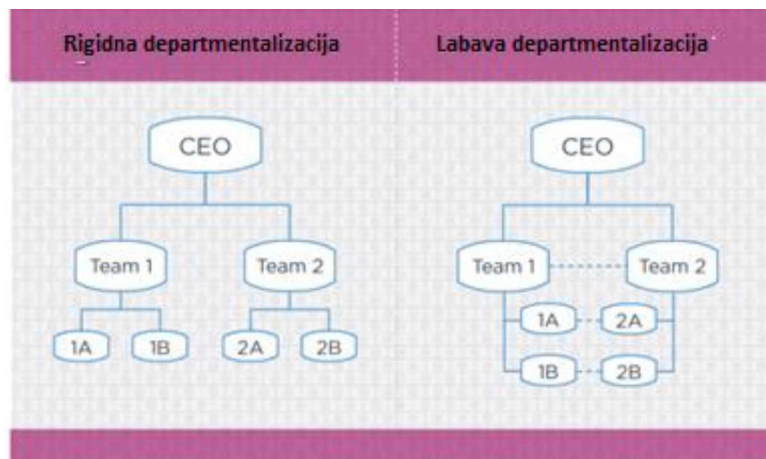 Rigidna departmentalizacija
Labava departmentalizacija
CEO
Team 1
Team 2
1A
1B
2A
2B
CEO
Team 1
Team 2
1A
2A
1B
2B